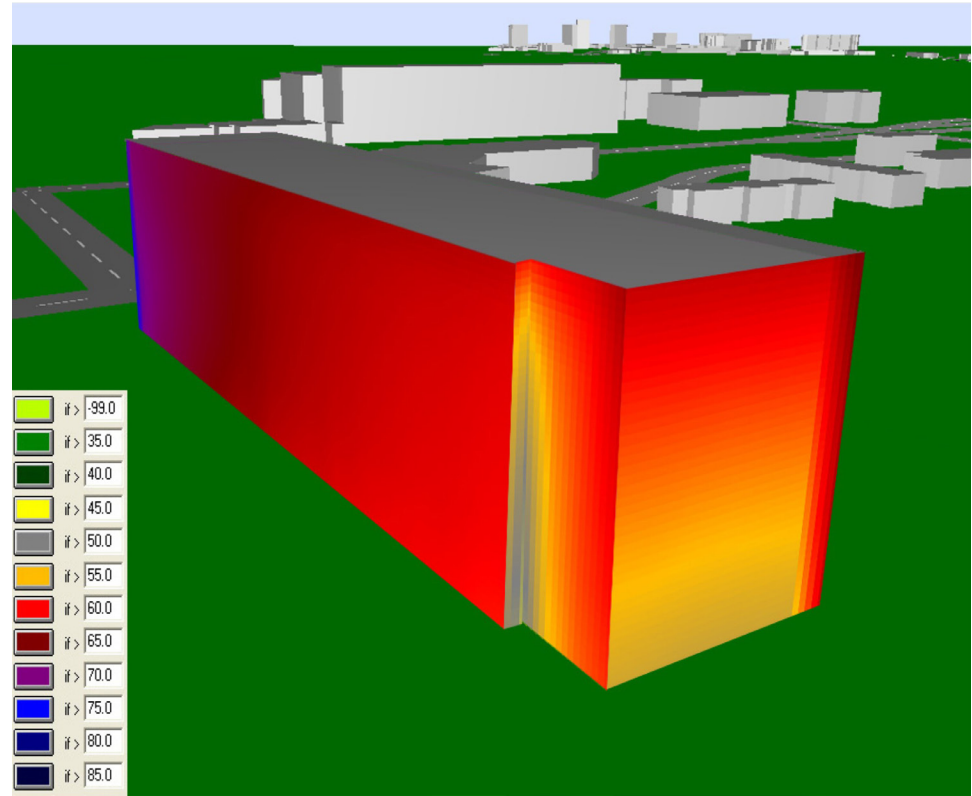 if > -99.0
if > 35.0
if > 40.0
if > 45.0
if > 50.0
if > 55.0
if > 60.0
if > 65.0
if > 70.0
if > 75.0
if > 80.0
if > 85.0